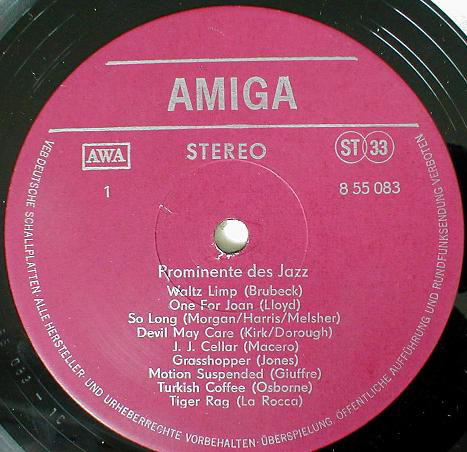 AMIGA
AWA
STEREO
ST 33
1
8 55 083
Prominente des Jazz
Waltz Limp (Brubeck)
One For Joan (Lloyd)
So Long (Morgan/Harris/Melsher)
Devil May Care (Kirk/Dorough)
J. J. Cellar (Macero)
Grasshopper (Jones)
Motion Suspended (Giuffre)
Turkish Coffee (Osborne)
Tiger Rag (La Rocca)
VEB DEUTSCHE SCHALLPLATTEN · ALLE HERSTELLER- UND URHEBERRECHTE VORBEHALTEN · ÜBERSPIELUNG, ÖFFENTLICHE AUFFÜHRUNG UND RUNDFUNKSENDUNG VERBOTEN